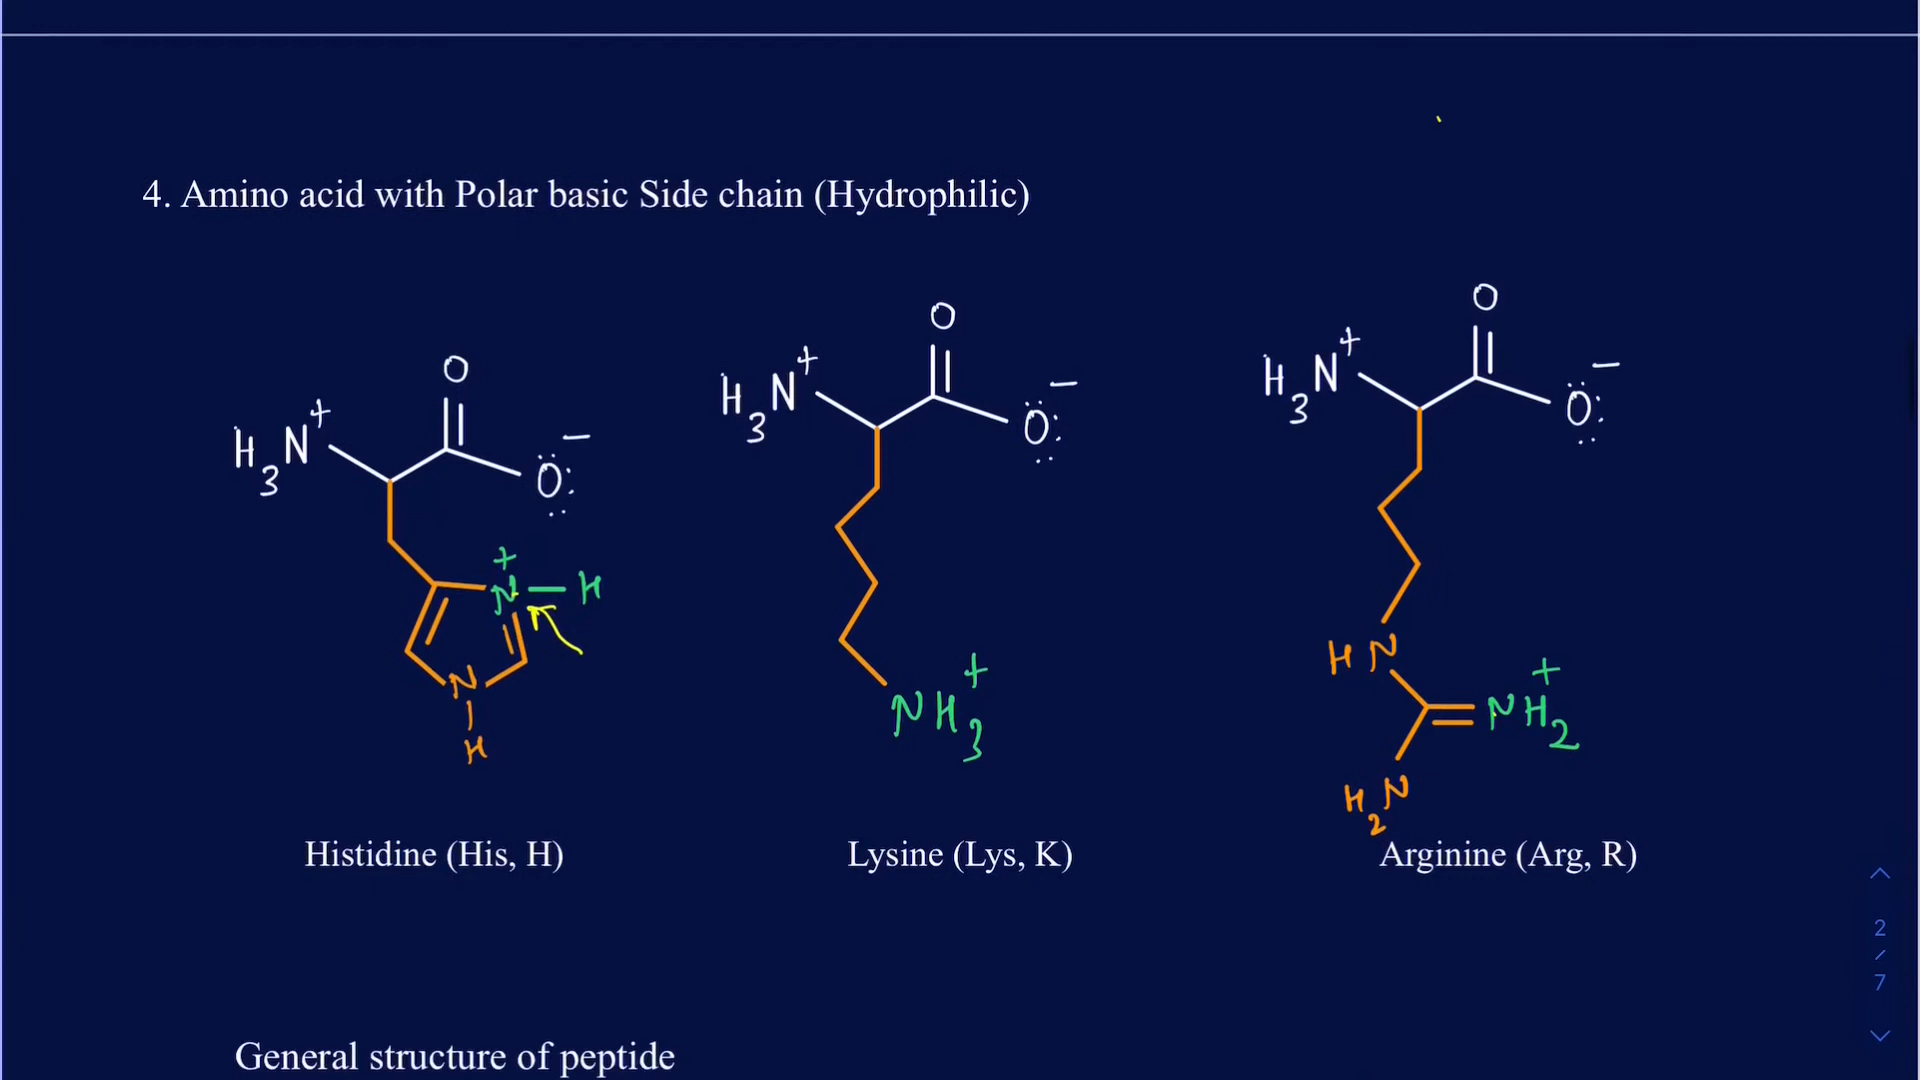 4. Amino acid with Polar basic Side chain (Hydrophilic)
O
H3N+
Ö:
−
+
N — H
N
H
O
H3N+
Ö:
−
NH3+
O
H3N+
Ö:
−
HN
NH2+
H2N
Histidine (His, H)
Lysine (Lys, K)
Arginine (Arg, R)
2
/
7
General structure of peptide